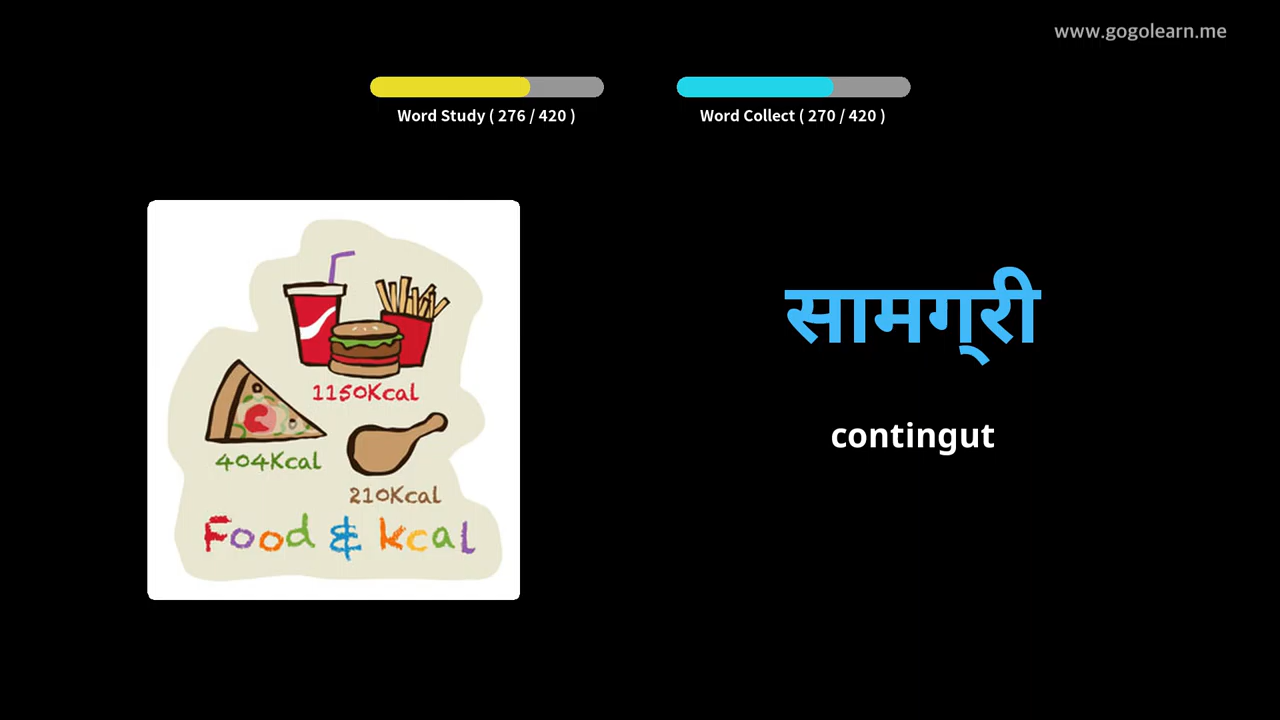 www.gogolearn.me
Word Study ( 276 / 420 )
Word Collect ( 270 / 420 )
1150Kcal
404Kcal
210Kcal
Food & kcal
सामग्री
contingut